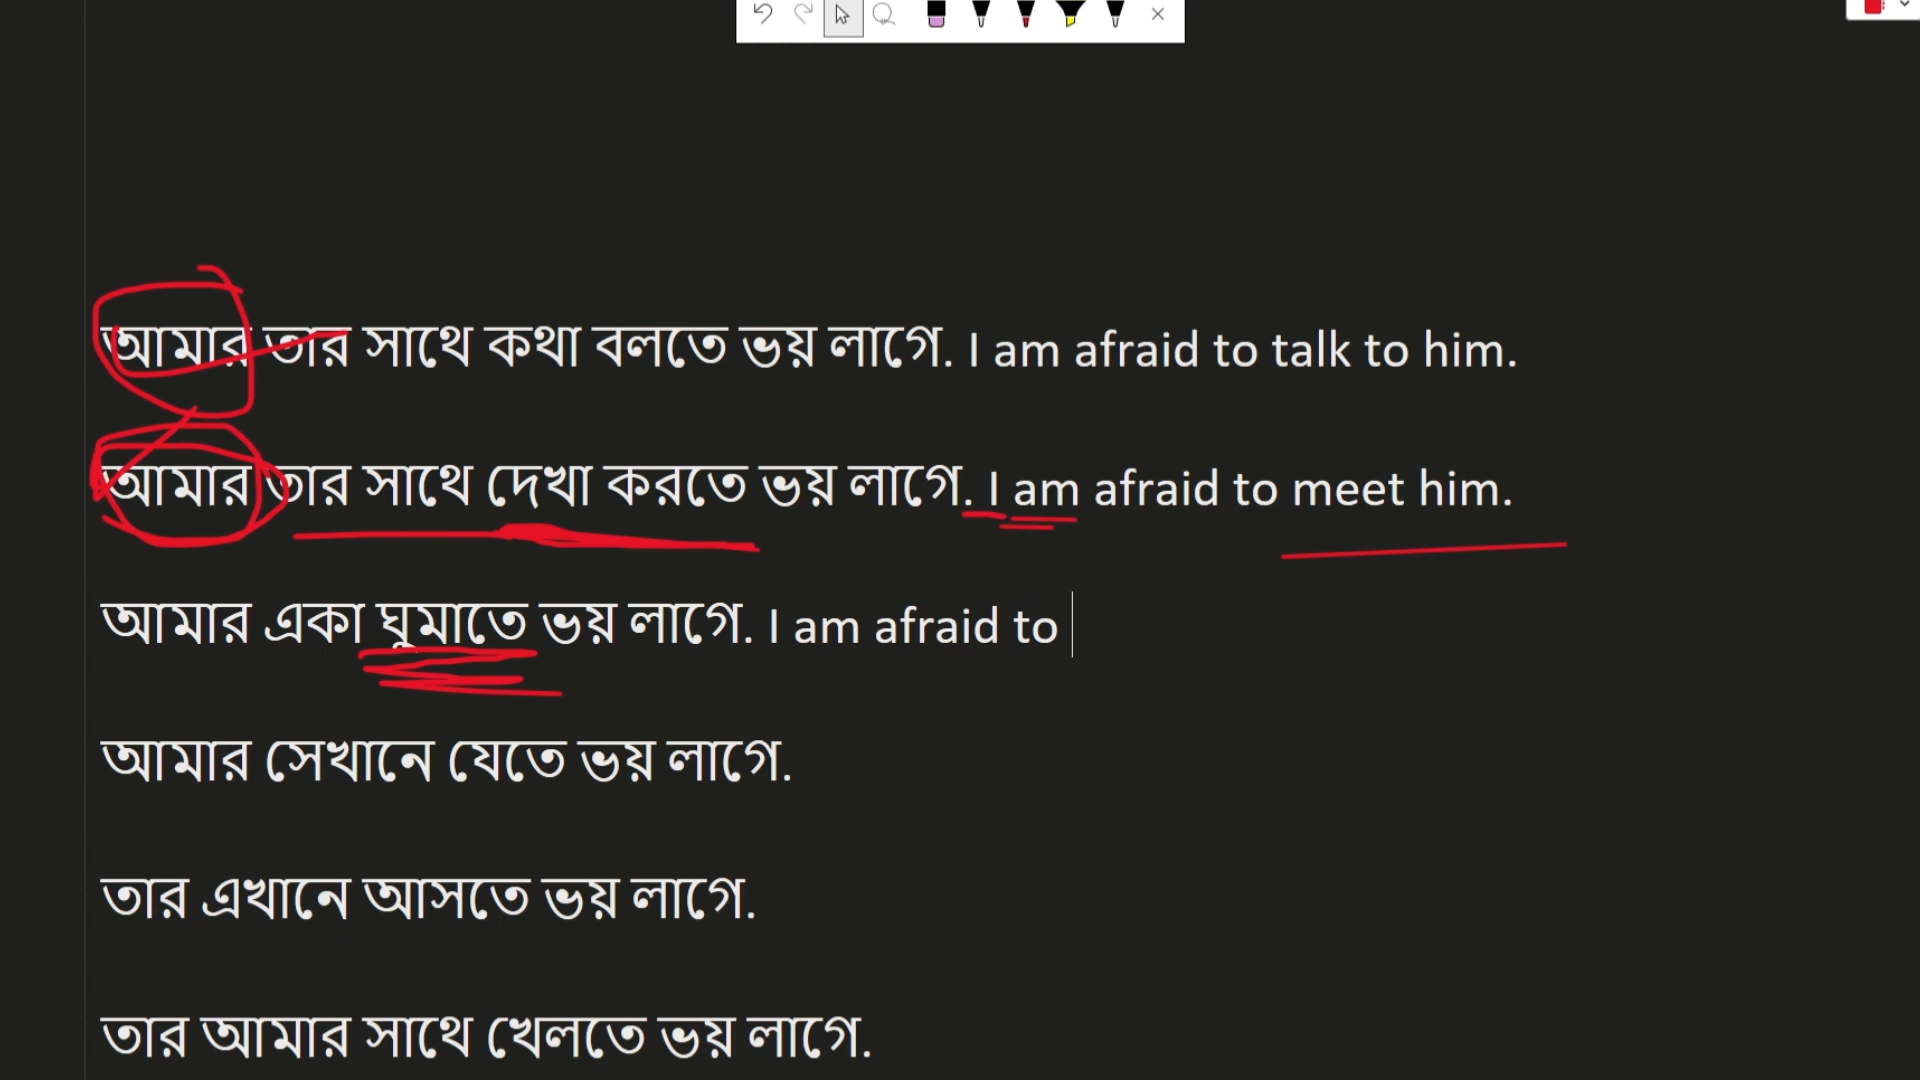 আমার তার সাথে কথা বলতে ভয় লাগে. I am afraid to talk to him.
আমার তার সাথে দেখা করতে ভয় লাগে. I am afraid to meet him.
আমার একা ঘুমাতে ভয় লাগে. I am afraid to
আমার সেখানে যেতে ভয় লাগে.
তার এখানে আসতে ভয় লাগে.
তার আমার সাথে খেলতে ভয় লাগে.